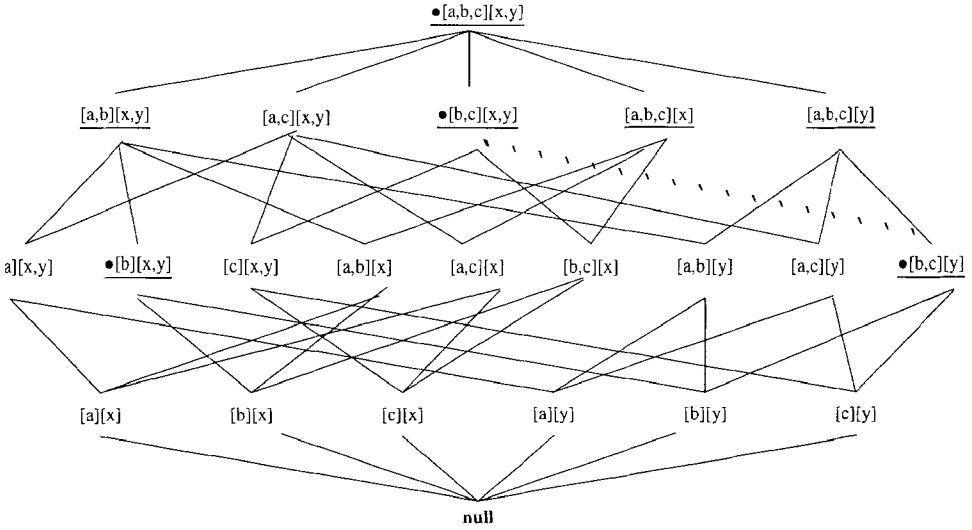 ●[a,b,c][x,y]
[a,b][x,y] [a,c][x,y] ●[b,c][x,y] [a,b,c][x] [a,b,c][y]
a][x,y] ●[b][x,y] [c][x,y] [a,b][x] [a,c][x] [b,c][x] [a,b][y] [a,c][y] ●[b,c][y]
[a][x] [b][x] [c][x] [a][y] [b][y] [c][y]
null